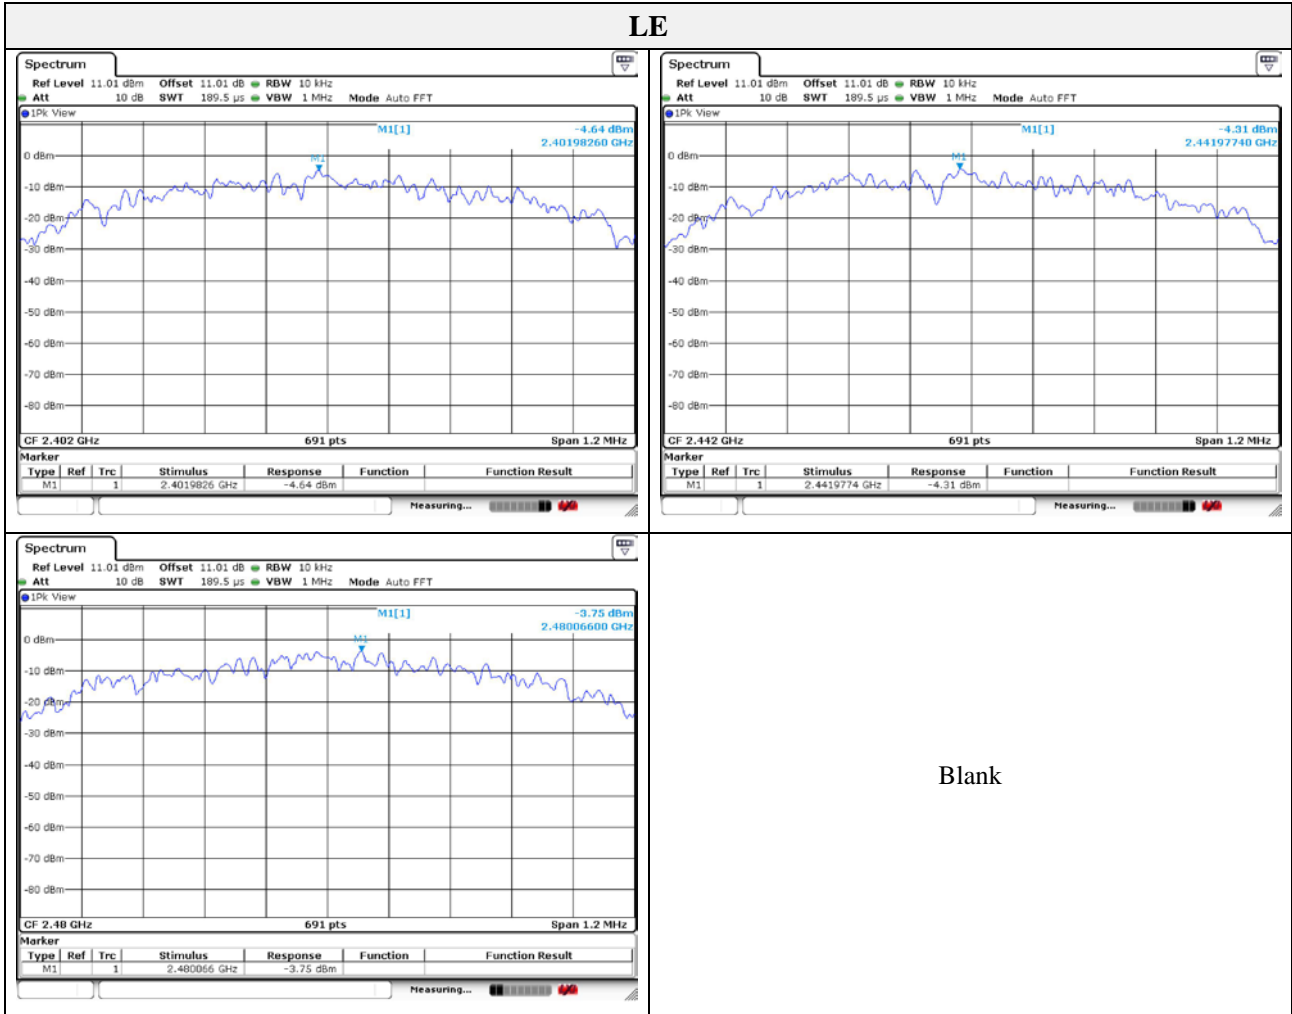 LE
Spectrum
Ref Level 11.01 dBm Offset 11.01 dB RBW 10 kHz
Att 10 dB SWT 189.5 µs VBW 1 MHz Mode Auto FFT
1Pk View
M1[1] -4.64 dBm
2.40198260 GHz
M1
0 dBm
-10 dBm
-20 dBm
-30 dBm
-40 dBm
-50 dBm
-60 dBm
-70 dBm
-80 dBm
CF 2.402 GHz 691 pts Span 1.2 MHz
Marker
Type Ref Trc Stimulus Response Function Function Result
M1 1 2.4019826 GHz -4.64 dBm
Measuring...
Spectrum
Ref Level 11.01 dBm Offset 11.01 dB RBW 10 kHz
Att 10 dB SWT 189.5 µs VBW 1 MHz Mode Auto FFT
1Pk View
M1[1] -4.31 dBm
2.44197740 GHz
M1
0 dBm
-10 dBm
-20 dBm
-30 dBm
-40 dBm
-50 dBm
-60 dBm
-70 dBm
-80 dBm
CF 2.442 GHz 691 pts Span 1.2 MHz
Marker
Type Ref Trc Stimulus Response Function Function Result
M1 1 2.4419774 GHz -4.31 dBm
Measuring...
Spectrum
Ref Level 11.01 dBm Offset 11.01 dB RBW 10 kHz
Att 10 dB SWT 189.5 µs VBW 1 MHz Mode Auto FFT
1Pk View
M1[1] -3.75 dBm
2.48006600 GHz
M1
0 dBm
-10 dBm
-20 dBm
-30 dBm
-40 dBm
-50 dBm
-60 dBm
-70 dBm
-80 dBm
CF 2.48 GHz 691 pts Span 1.2 MHz
Marker
Type Ref Trc Stimulus Response Function Function Result
M1 1 2.480066 GHz -3.75 dBm
Measuring...
Blank